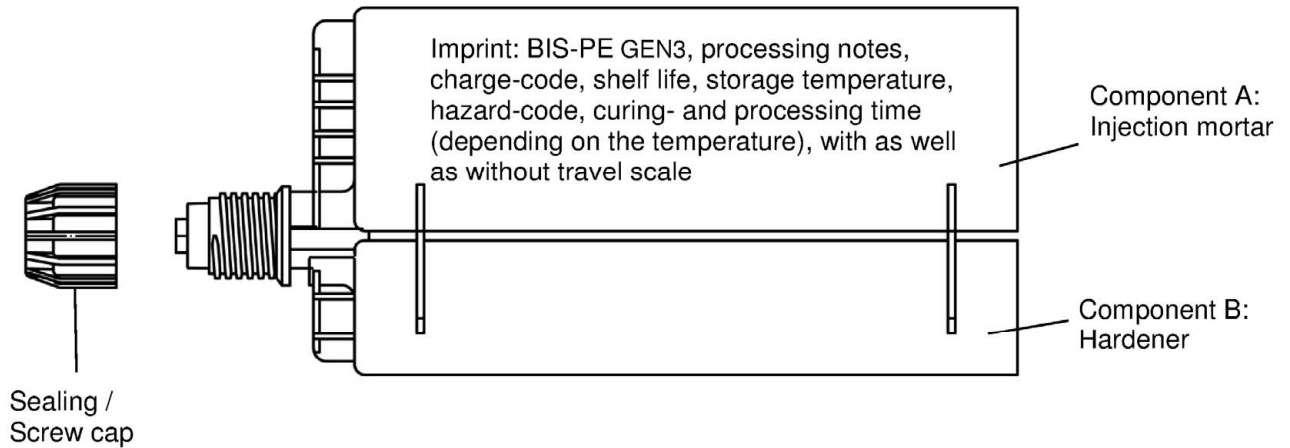 Imprint: BIS-PE GEN3, processing notes,
charge-code, shelf life, storage temperature,
hazard-code, curing- and processing time
(depending on the temperature), with as well
as without travel scale
Component A:
Injection mortar
Component B:
Hardener
Sealing /
Screw cap